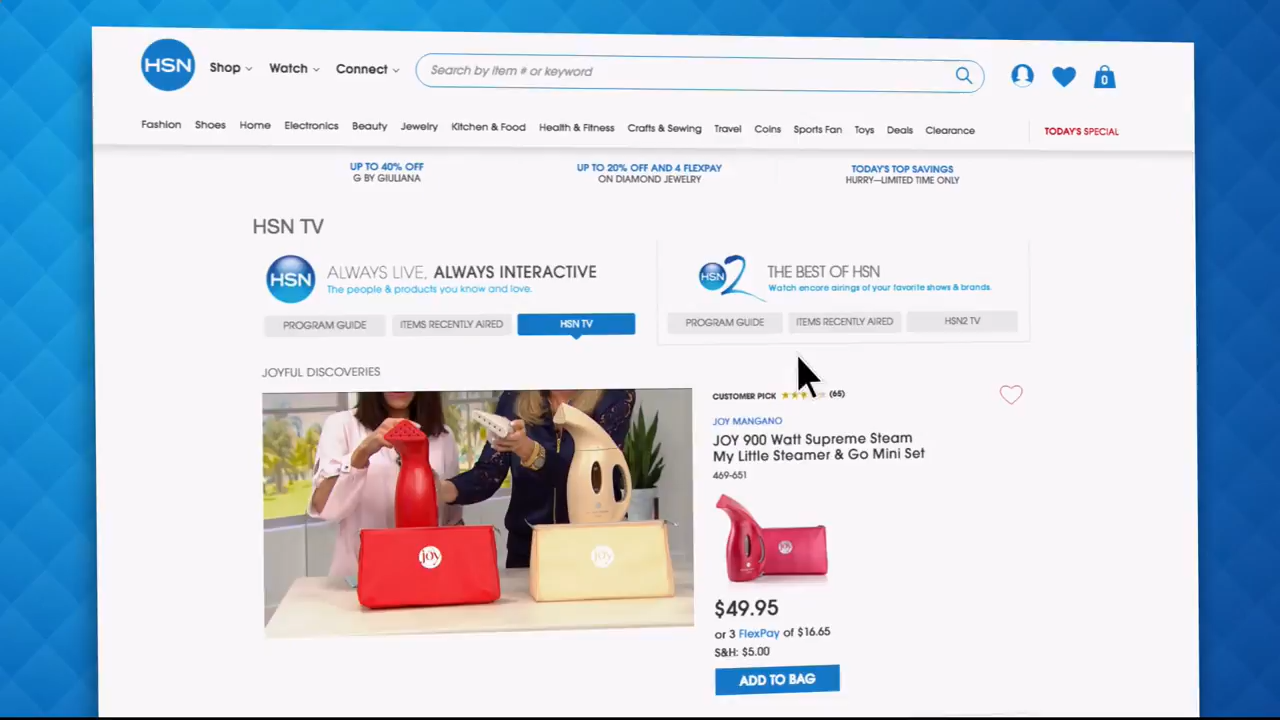 HSN
Shop
Watch
Connect
Search by item # or keyword
0
Fashion
Shoes
Home
Electronics
Beauty
Jewelry
Kitchen & Food
Health & Fitness
Crafts & Sewing
Travel
Coins
Sports Fan
Toys
Deals
Clearance
TODAY'S SPECIAL
UP TO 40% OFF
G BY GIULIANA
UP TO 20% OFF AND 4 FLEXPAY
ON DIAMOND JEWELRY
TODAY'S TOP SAVINGS
HURRY—LIMITED TIME ONLY
HSN TV
HSN
ALWAYS LIVE, ALWAYS INTERACTIVE
The people & products you know and love.
PROGRAM GUIDE
ITEMS RECENTLY AIRED
HSN TV
HSN2
THE BEST OF HSN
Watch encore airings of your favorite shows & brands.
PROGRAM GUIDE
ITEMS RECENTLY AIRED
HSN2 TV
JOYFUL DISCOVERIES
joy
joy
CUSTOMER PICK
(65)
JOY MANGANO
JOY 900 Watt Supreme Steam
My Little Steamer & Go Mini Set
469-651
joy
$49.95
or 3 FlexPay of $16.65
S&H: $5.00
ADD TO BAG